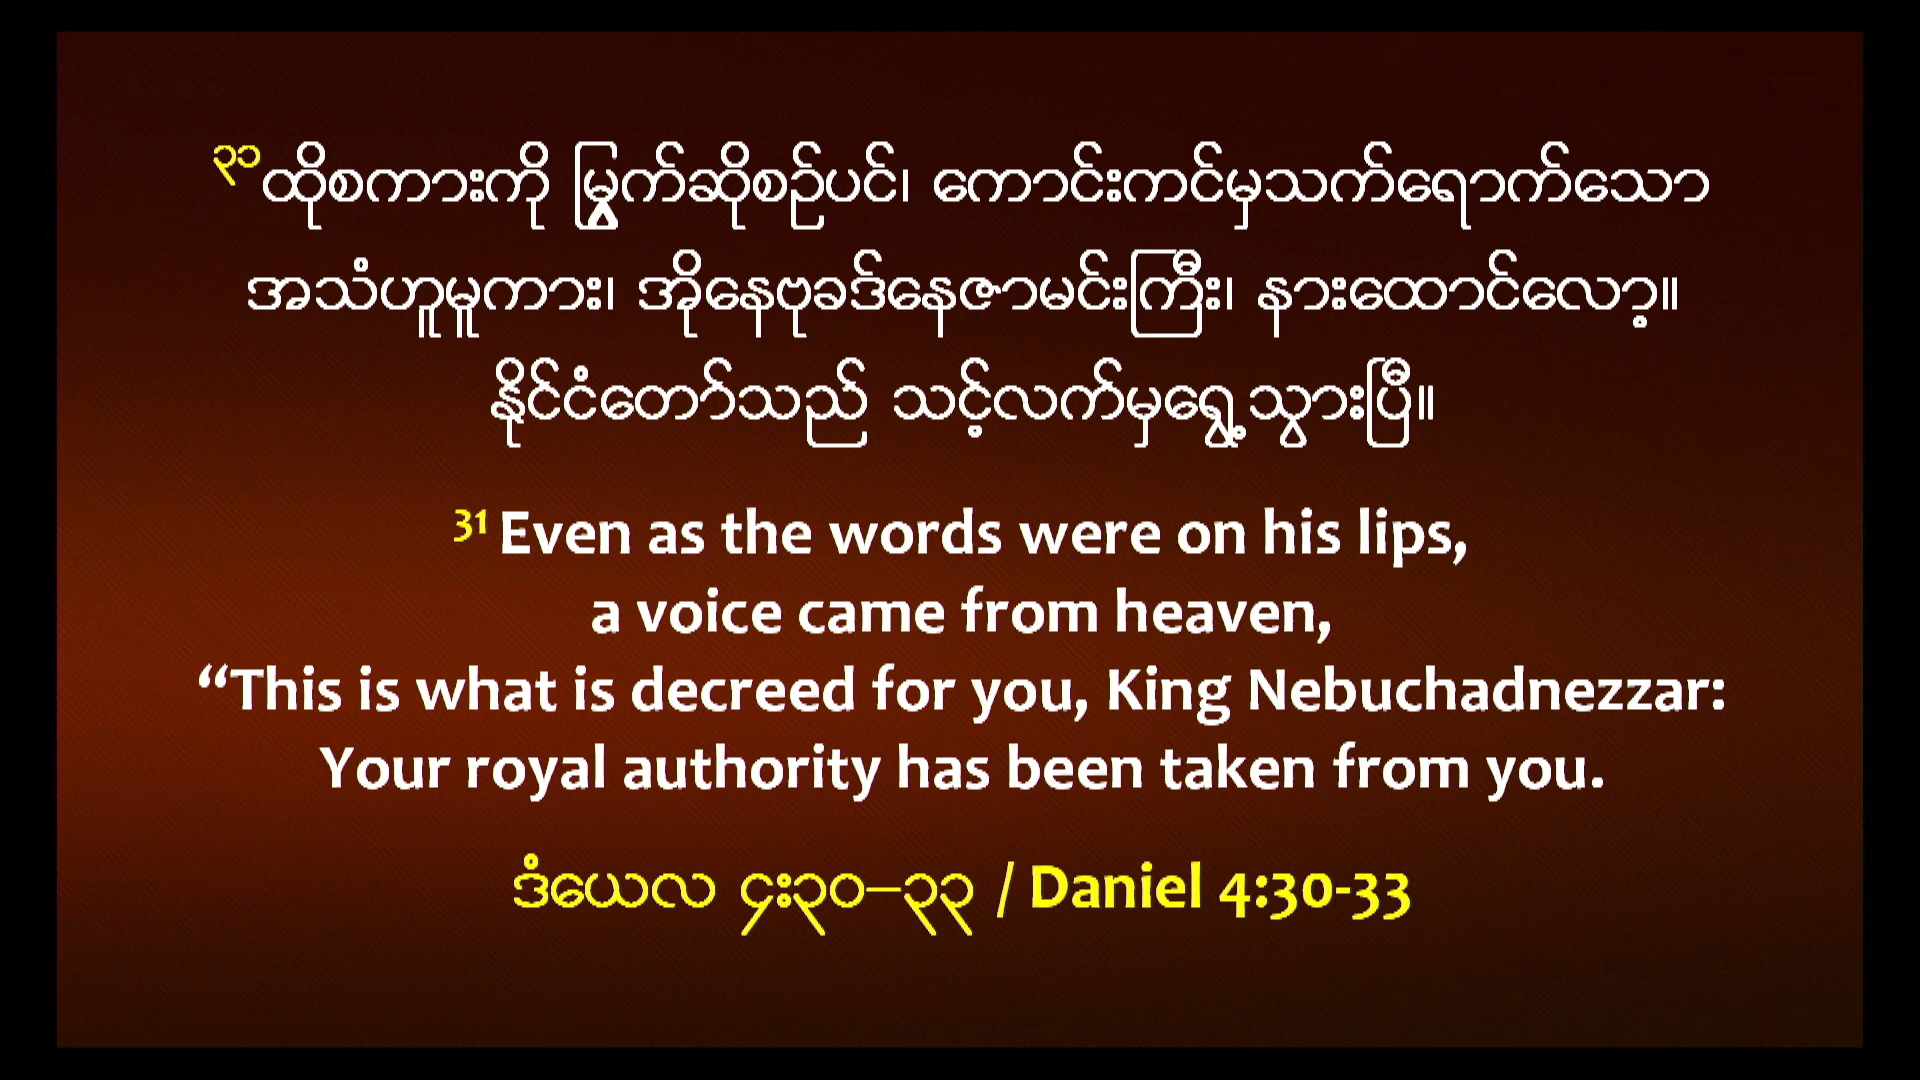 ၃၁ထိုစကားကို မြွက်ဆိုစဉ်ပင်၊ ကောင်းကင်မှသက်ရောက်သော
အသံဟူမူကား၊ အိုနေဗုခဒ်နေဇာမင်းကြီး၊ နားထောင်လော့။
နိုင်ငံတော်သည် သင့်လက်မှရွေ့သွားပြီ။
31 Even as the words were on his lips,
a voice came from heaven,
“This is what is decreed for you, King Nebuchadnezzar:
Your royal authority has been taken from you.
ဒံယေလ ၄း၃၀–၃၃ / Daniel 4:30-33